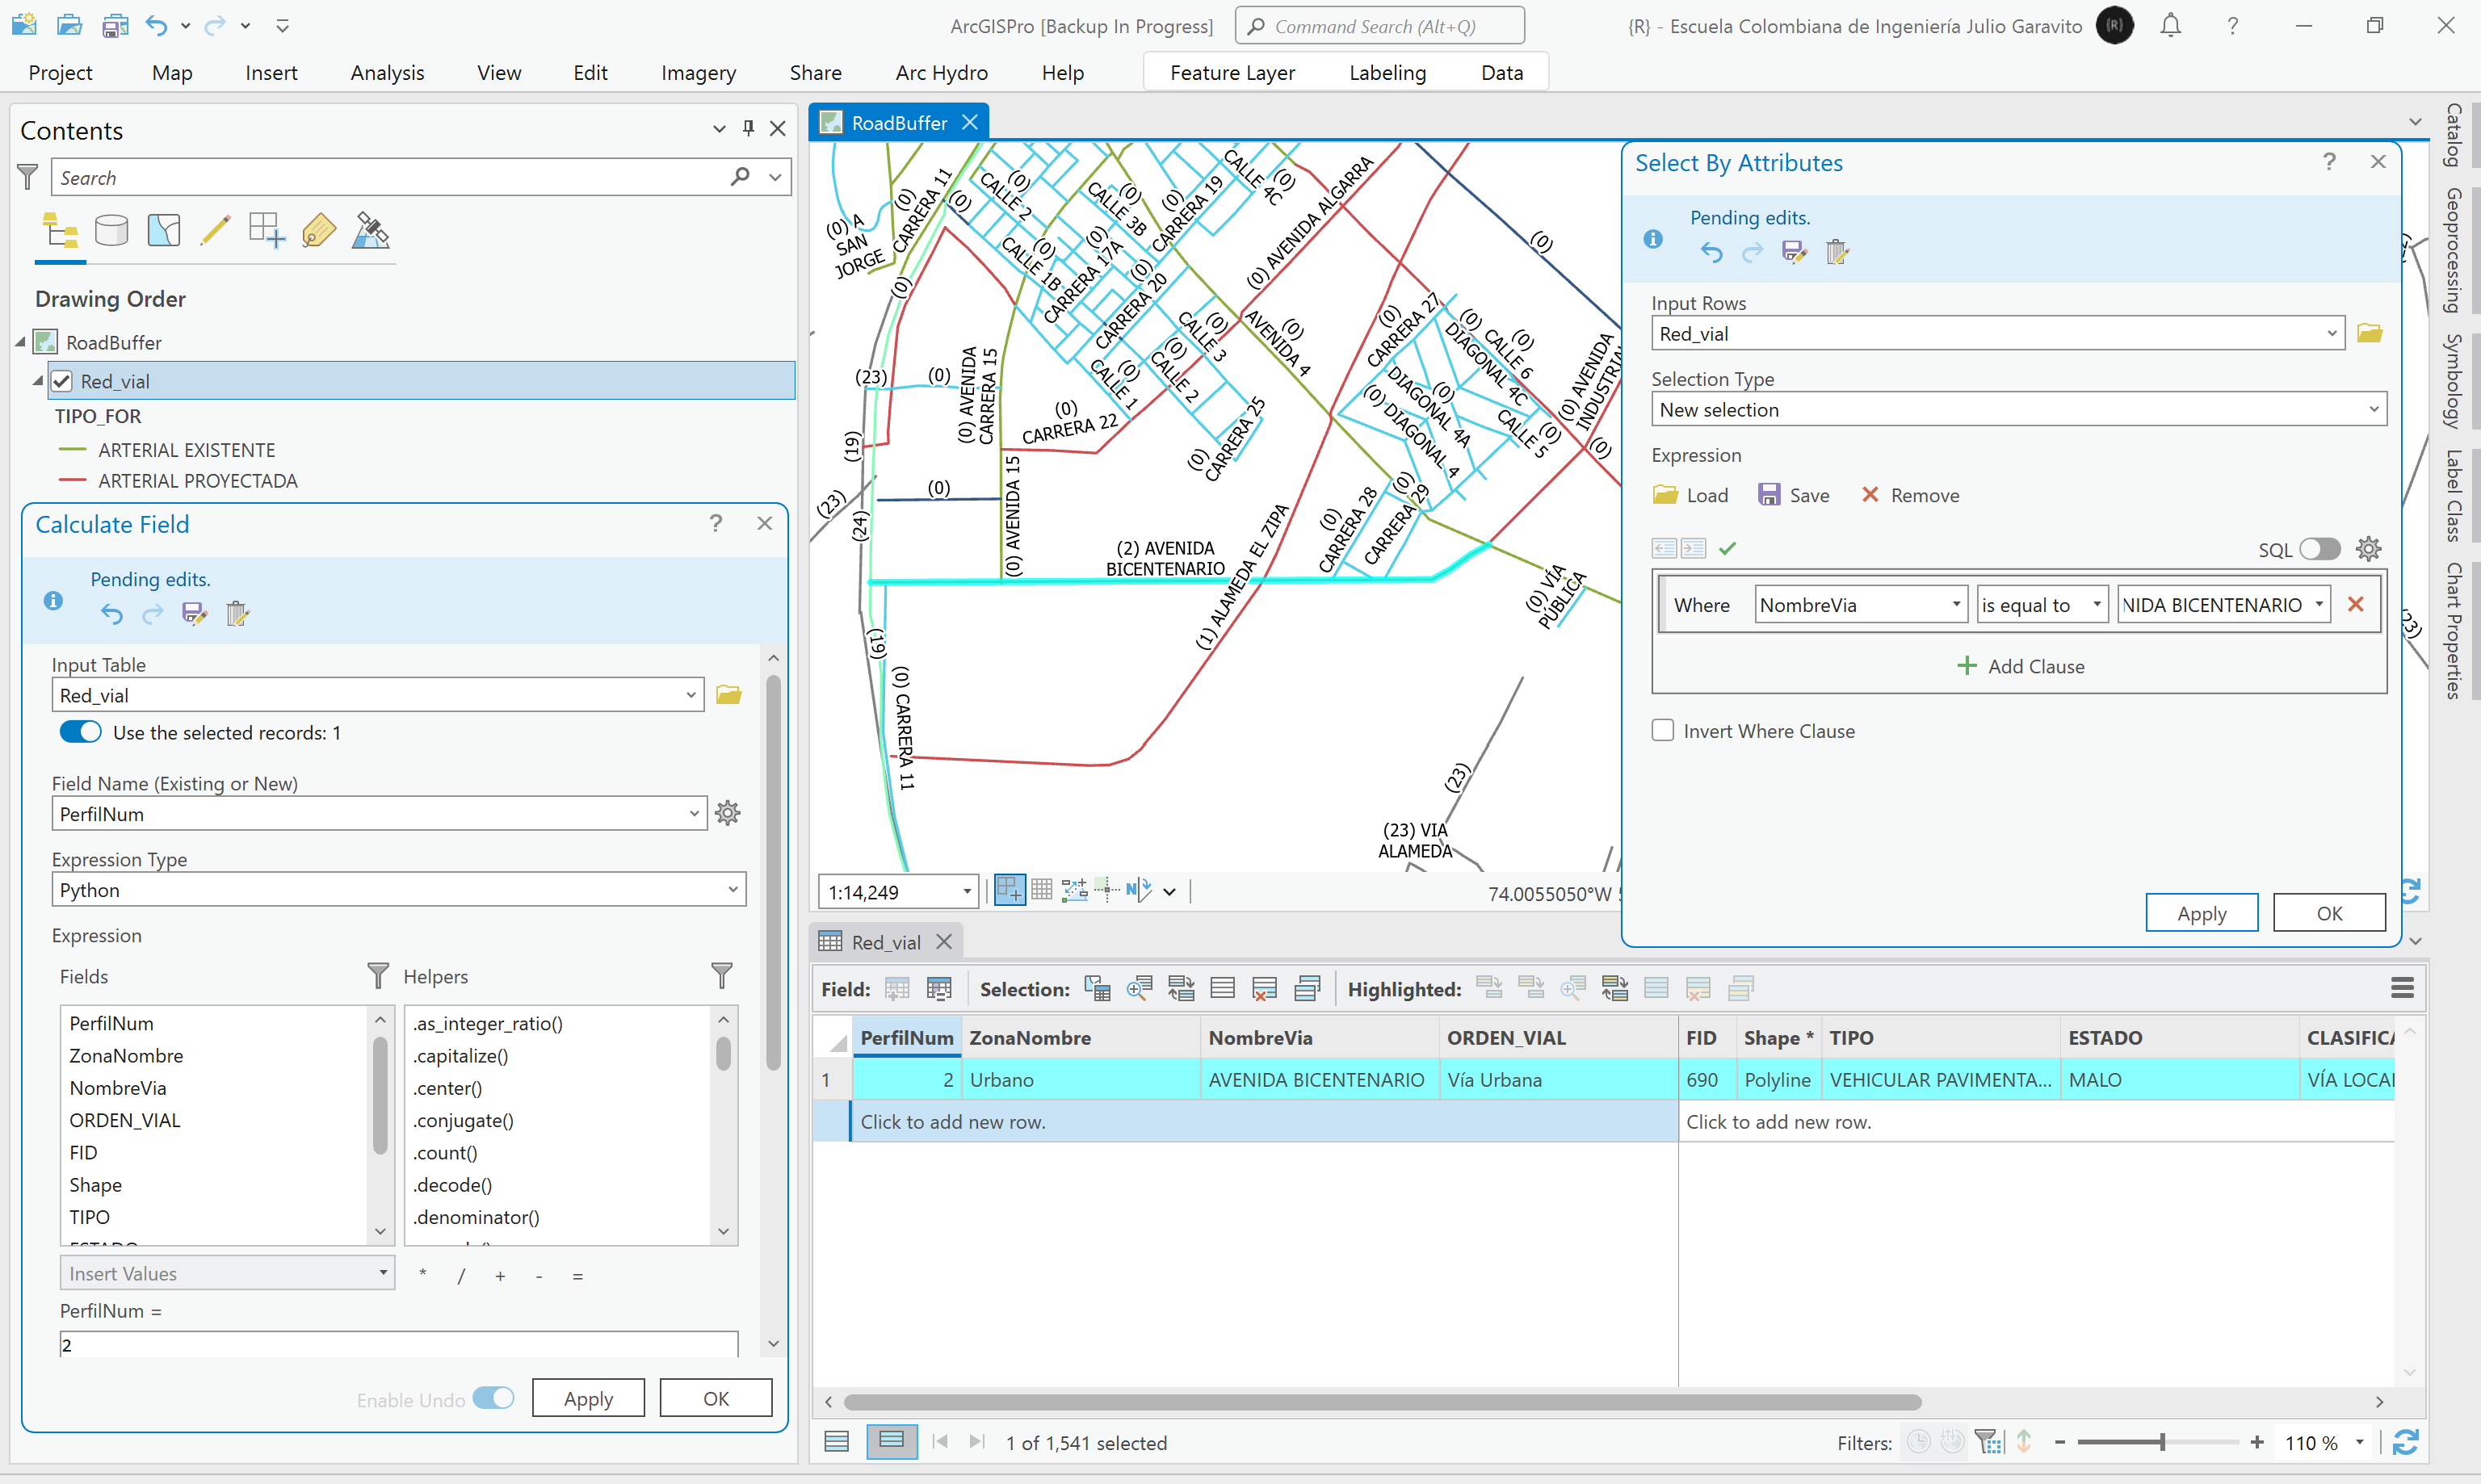 ArcGISPro [Backup In Progress]
Command Search (Alt+Q)
{R} - Escuela Colombiana de Ingeniería Julio Garavito
{R}
?
Project Map Insert Analysis View Edit Imagery Share Arc Hydro Help Feature Layer Labeling Data
Contents
Search
Drawing Order
RoadBuffer
Red_vial
TIPO_FOR
ARTERIAL EXISTENTE
ARTERIAL PROYECTADA
Calculate Field ?
Pending edits.
Input Table
Red_vial
Use the selected records: 1
Field Name (Existing or New)
PerfilNum
Expression Type
Python
Expression
Fields Helpers
PerfilNum .as_integer_ratio()
ZonaNombre .capitalize()
NombreVia .center()
ORDEN_VIAL .conjugate()
FID .count()
Shape .decode()
TIPO .denominator()
Insert Values * / + - =
PerfilNum =
2
Enable Undo Apply OK
RoadBuffer
(0) A
SAN
JORGE
(0)
CARRERA 11
(0)
(0)
CALLE 2
(0)
CALLE 3B
(0)
CARRERA 19
(0)
CALLE 4C
(0)
CALLE 1B
(0)
CARRERA 17A
(0)
CARRERA 20
(0)
(0) AVENIDA ALGARRA
(0)
(23)
(0)
(0) AVENIDA
CARRERA 15
(0)
CARRERA 22
CALLE 1
(0)
CALLE 2
(0)
CALLE 3
(0)
AVENIDA 4
(0)
(0)
CARRERA 25
(0)
CARRERA 27
(0) CALLE 6
(0)
DIAGONAL 4C
(0)
DIAGONAL 4A
(0) DIAGONAL 4
CALLE 5
(0)
(0) AVENIDA
(0)
(19)
(23)
(24)
(0)
(0) AVENIDA 15
(2) AVENIDA
BICENTENARIO
(0)
CARRERA 28
(0)
CARRERA 29
(1) ALAMEDA EL ZIPA
(0) VÍA
PÚBLICA
(19)
(0) CARRERA 11
(23)
(23) VIA
ALAMEDA
1:14,249
74.0055050°W
Select By Attributes ?
Pending edits.
Input Rows
Red_vial
Selection Type
New selection
Expression
Load Save Remove
SQL
Where NombreVia is equal to NIDA BICENTENARIO
Add Clause
Invert Where Clause
Apply OK
Catalog
Geoprocessing
Symbology
Label Class
Chart Properties
Red_vial
Field: Selection: Highlighted:
PerfilNum ZonaNombre NombreVia ORDEN_VIAL FID Shape * TIPO ESTADO CLASIFICA
1 2 Urbano AVENIDA BICENTENARIO Vía Urbana 690 Polyline VEHICULAR PAVIMENTA... MALO VÍA LOCAL
Click to add new row. Click to add new row.
1 of 1,541 selected
Filters: - + 110 %